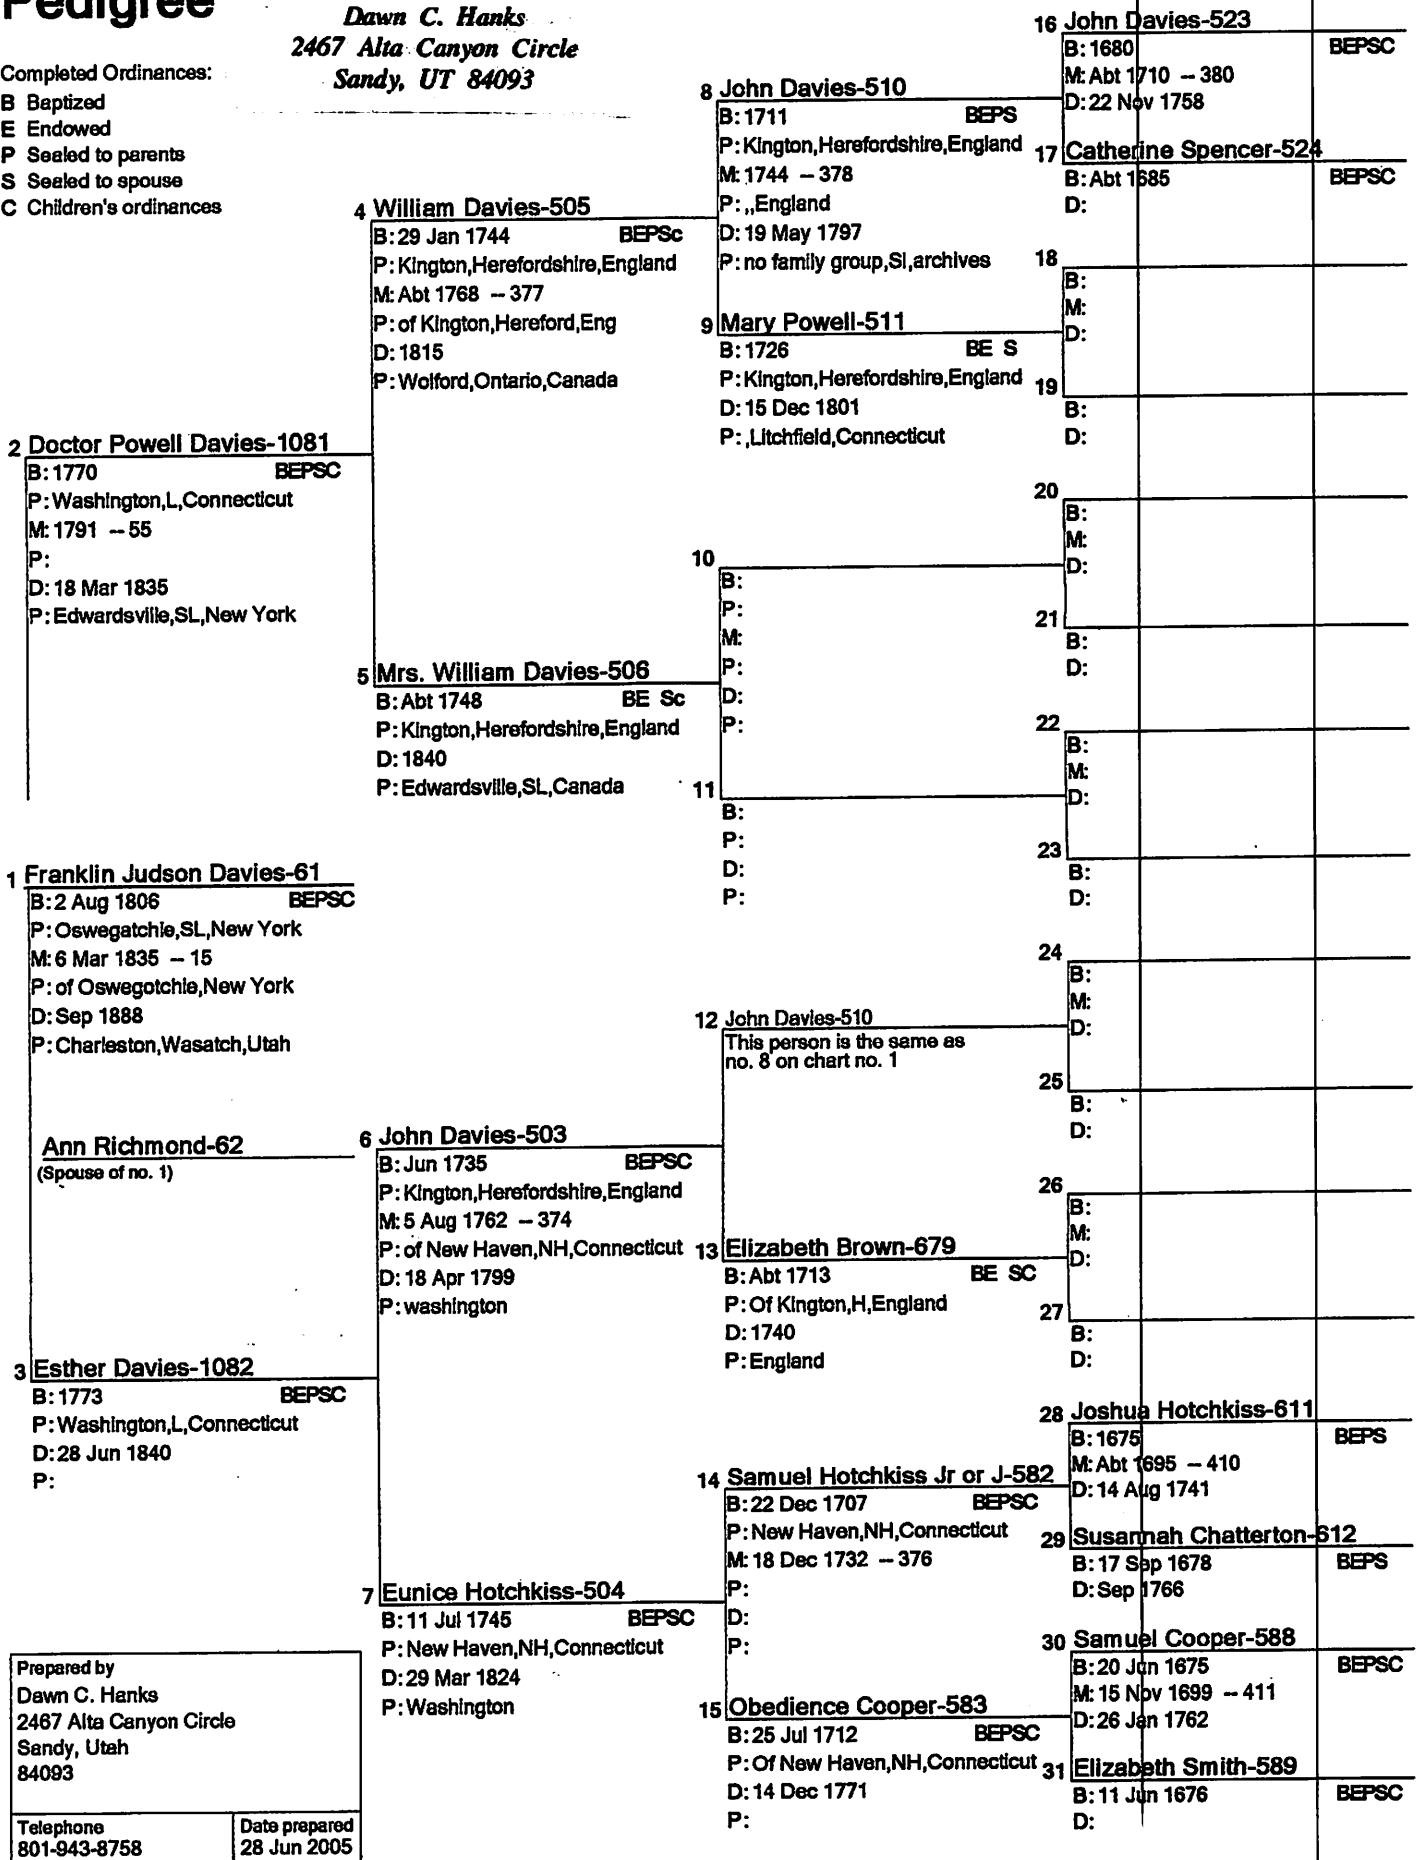 Pedigree
Dawn C. Hanks
2467 Alta Canyon Circle
Sandy, UT 84093
Completed Ordinances:
B Baptized
E Endowed
P Sealed to parents
S Sealed to spouse
C Children's ordinances
2 Doctor Powell Davies-1081
B: 1770 BEPSC
P: Washington,L,Connecticut
M: 1791 -- 55
P:
D: 18 Mar 1835
P: Edwardsville,SL,New York
1 Franklin Judson Davies-61
B: 2 Aug 1806 BEPSC
P: Oswegatchie,SL,New York
M: 6 Mar 1835 -- 15
P: of Oswegotchie,New York
D: Sep 1888
P: Charleston,Wasatch,Utah
Ann Richmond-62
(Spouse of no. 1)
3 Esther Davies-1082
B: 1773 BEPSC
P: Washington,L,Connecticut
D: 28 Jun 1840
P:
Prepared by
Dawn C. Hanks
2467 Alta Canyon Circle
Sandy, Utah
84093
Telephone
801-943-8758
Date prepared
28 Jun 2005
4 William Davies-505
B: 29 Jan 1744 BEPSc
P: Kington,Herefordshire,England
M: Abt 1768 -- 377
P: of Kington,Hereford,Eng
D: 1815
P: Wolford,Ontario,Canada
5 Mrs. William Davies-506
B: Abt 1748 BE Sc
P: Kington,Herefordshire,England
D: 1840
P: Edwardsville,SL,Canada
6 John Davies-503
B: Jun 1735 BEPSC
P: Kington,Herefordshire,England
M: 5 Aug 1762 -- 374
P: of New Haven,NH,Connecticut
D: 18 Apr 1799
P: washington
7 Eunice Hotchkiss-504
B: 11 Jul 1745 BEPSC
P: New Haven,NH,Connecticut
D: 29 Mar 1824
P: Washington
8 John Davies-510
B: 1711 BEPS
P: Kington,Herefordshire,England
M: 1744 -- 378
P: ,,England
D: 19 May 1797
P: no family group,Sl,archives
9 Mary Powell-511
B: 1726 BE S
P: Kington,Herefordshire,England
D: 15 Dec 1801
P: ,Litchfield,Connecticut
10
B:
P:
M:
P:
D:
P:
11
B:
P:
D:
P:
12 John Davies-510
This person is the same as
no. 8 on chart no. 1
13 Elizabeth Brown-679
B: Abt 1713 BE SC
P: Of Kington,H,England
D: 1740
P: England
14 Samuel Hotchkiss Jr or J-582
B: 22 Dec 1707 BEPSC
P: New Haven,NH,Connecticut
M: 18 Dec 1732 -- 376
P:
D:
P:
15 Obedience Cooper-583
B: 25 Jul 1712 BEPSC
P: Of New Haven,NH,Connecticut
D: 14 Dec 1771
P:
16 John Davies-523
B: 1680 BEPSC
M: Abt 1710 -- 380
D: 22 Nov 1758
17 Catherine Spencer-524
B: Abt 1685 BEPSC
D:
18
B:
M:
D:
19
B:
D:
20
B:
M:
D:
21
B:
D:
22
B:
M:
D:
23
B:
D:
24
B:
M:
D:
25
B:
D:
26
B:
M:
D:
27
B:
D:
28 Joshua Hotchkiss-611
B: 1675 BEPS
M: Abt 1695 -- 410
D: 14 Aug 1741
29 Susannah Chatterton-612
B: 17 Sep 1678 BEPS
D: Sep 1766
30 Samuel Cooper-588
B: 20 Jun 1675 BEPSC
M: 15 Nov 1699 -- 411
D: 26 Jan 1762
31 Elizabeth Smith-589
B: 11 Jun 1676 BEPSC
D: